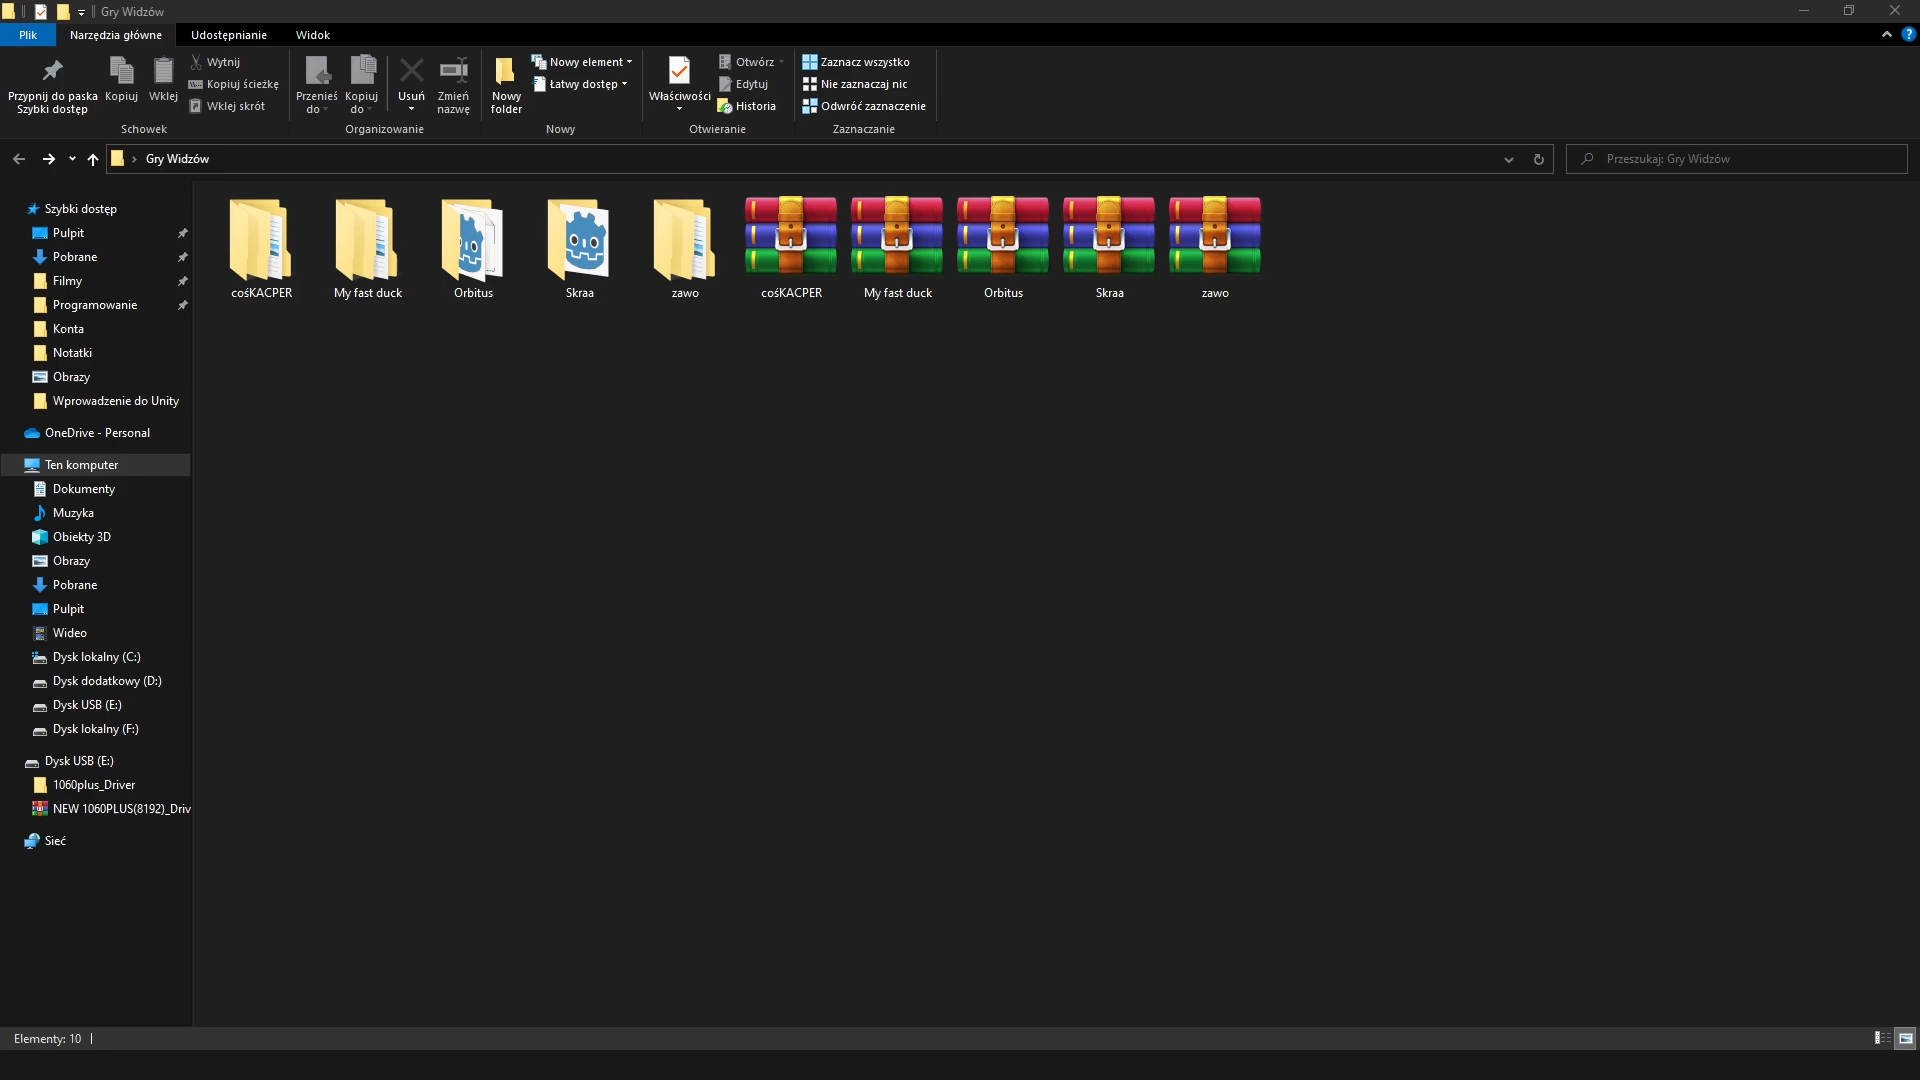 Gry Widzów
Plik Narzędzia główne Udostępnianie Widok
Przypnij do paska Szybki dostęp
Kopiuj
Wklej
Wytnij
Kopiuj ścieżkę
Wklej skrót
Schowek
Przenieś do
Kopiuj do
Usuń
Zmień nazwę
Organizowanie
Nowy folder
Nowy element
Łatwy dostęp
Nowy
Właściwości
Otwórz
Edytuj
Historia
Otwieranie
Zaznacz wszystko
Nie zaznaczaj nic
Odwróć zaznaczenie
Zaznaczanie
Gry Widzów
Przeszukaj: Gry Widzów
Szybki dostęp
Pulpit
Pobrane
Filmy
Programowanie
Konta
Notatki
Obrazy
Wprowadzenie do Unity
OneDrive - Personal
Ten komputer
Dokumenty
Muzyka
Obiekty 3D
Obrazy
Pobrane
Pulpit
Wideo
Dysk lokalny (C:)
Dysk dodatkowy (D:)
Dysk USB (E:)
Dysk lokalny (F:)
Dysk USB (E:)
1060plus_Driver
NEW 1060PLUS(8192)_Driv
Sieć
cośKACPER My fast duck Orbitus Skraa zawo cośKACPER My fast duck Orbitus Skraa zawo
Elementy: 10